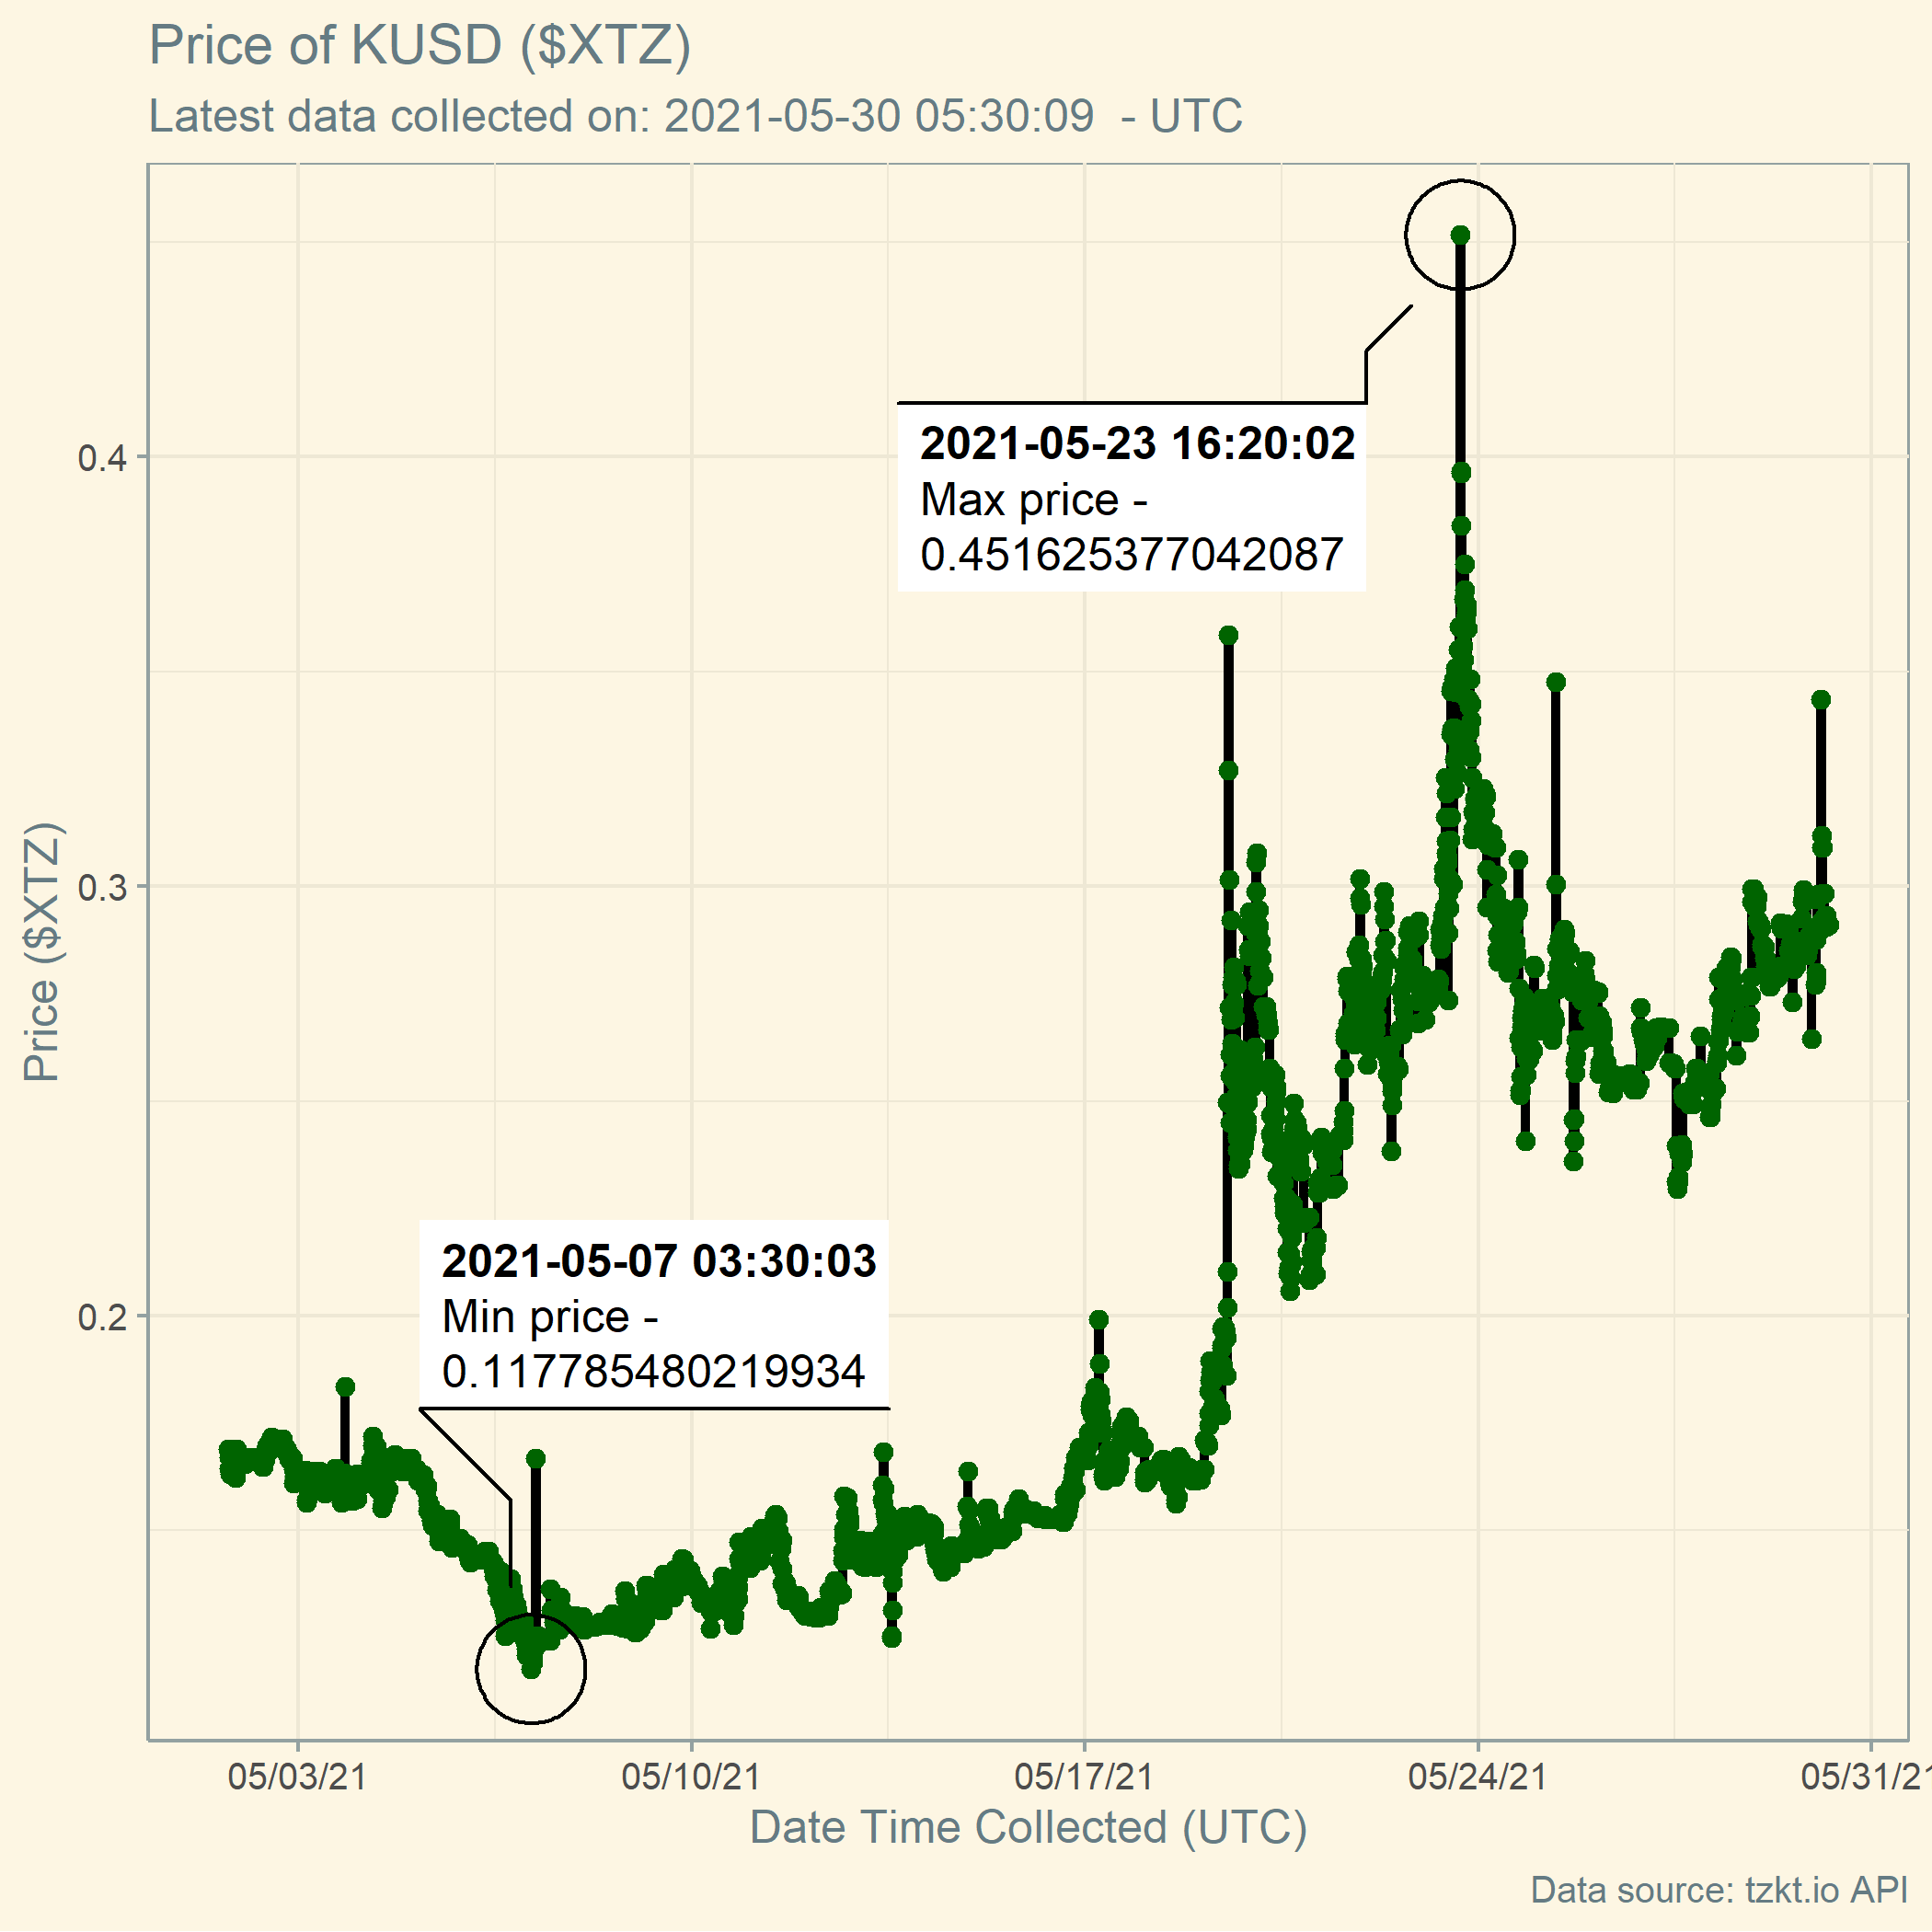 Price of KUSD ($XTZ)
Latest data collected on: 2021-05-30 05:30:09  - UTC
2021-05-23 16:20:02
Max price -
0.451625377042087
0.4
0.3
0.2
Price ($XTZ)
2021-05-07 03:30:03
Min price -
0.117785480219934
05/03/21
05/10/21
05/17/21
05/24/21
05/31/21
Date Time Collected (UTC)
Data source: tzkt.io API